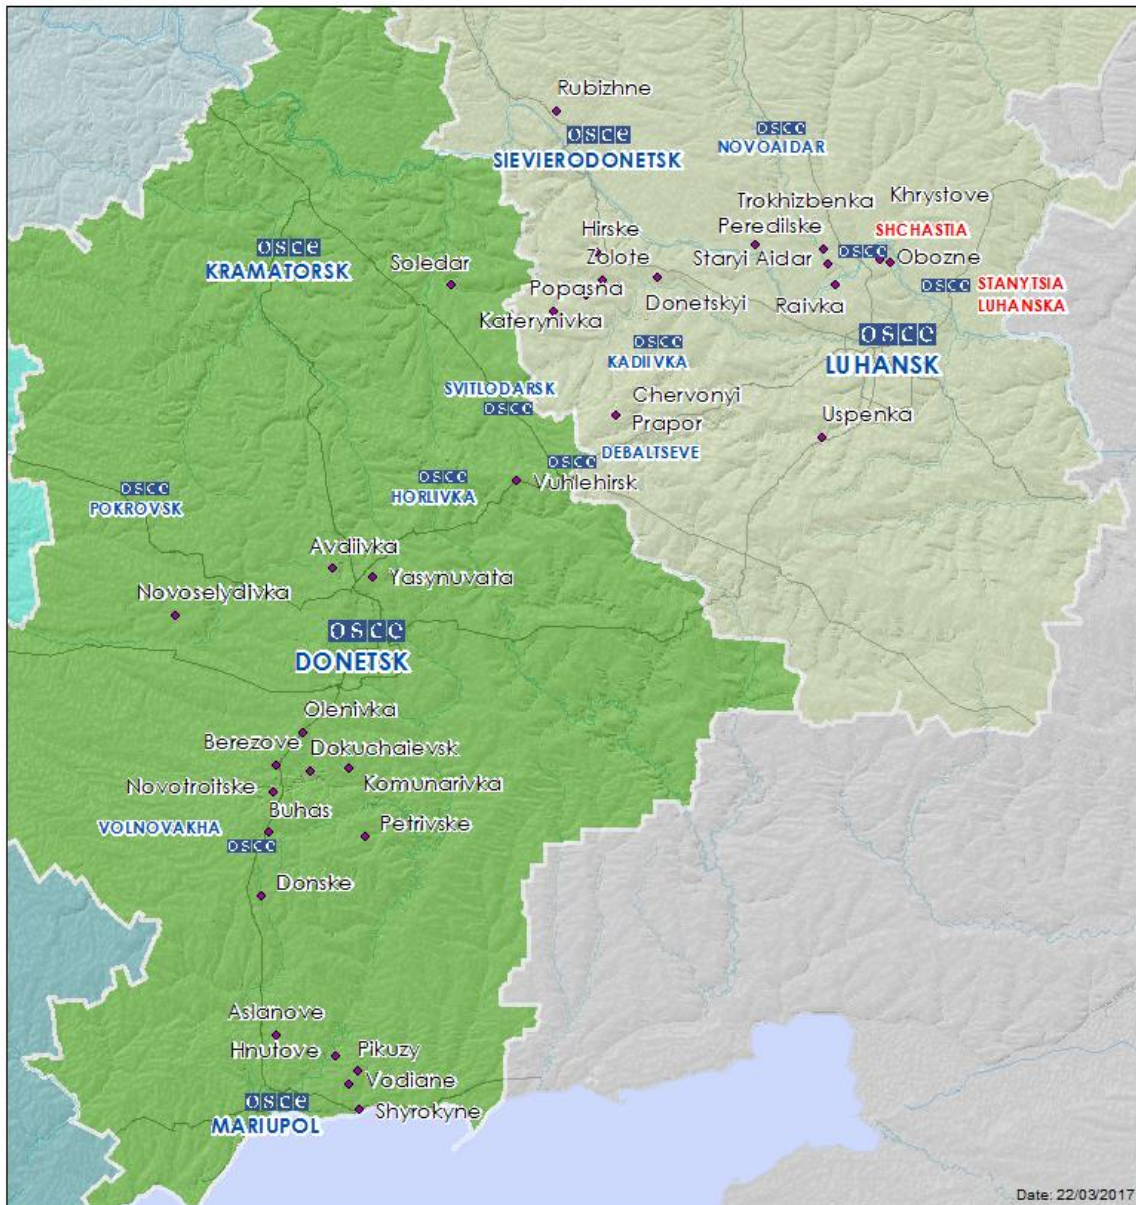 Rubizhne
osce
SIEVIERODONETSK
osce
NOVOAIDAR
Trokhizbenka
Khrystove
Hirske
Peredilske
SHCHASTIA
osce
KRAMATORSK
Soledar
Zolote
Staryi Aidar
osce
Obozne
Popasna
Donetskyi
Raivka
osce
STANYTSIA
LUHANSKA
Katerynivka
osce
KADIIVKA
osce
LUHANSK
SVITLODARSK
osce
Chervonyi
Prapor
Uspenka
DEBALTSEVE
osce
Vuhlehirsk
osce
HORLIVKA
osce
POKROVSK
Avdiivka
Yasynuvata
Novoselydivka
osce
DONETSK
Olenivka
Berezove
Dokuchaievsk
Novotroitske
Komunarivka
Buhas
VOLNOVAKHA
osce
Petrivske
Donske
Aslanove
Hnutove
Pikuzy
Vodiane
osce
MARIUPOL
Shyrokyne
Date: 22/03/2017